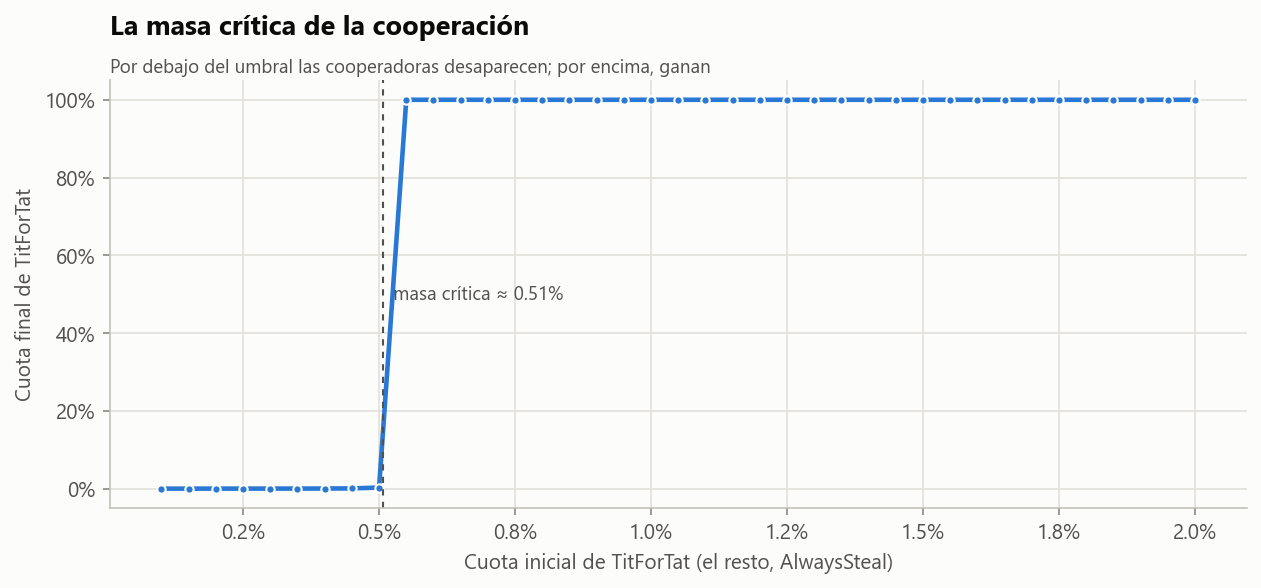 La masa crítica de la cooperación
Por debajo del umbral las cooperadoras desaparecen; por encima, ganan
100%
80%
60%
40%
20%
0%
Cuota final de TitForTat
masa crítica ≈ 0.51%
0.2%
0.5%
0.8%
1.0%
1.2%
1.5%
1.8%
2.0%
Cuota inicial de TitForTat (el resto, AlwaysSteal)